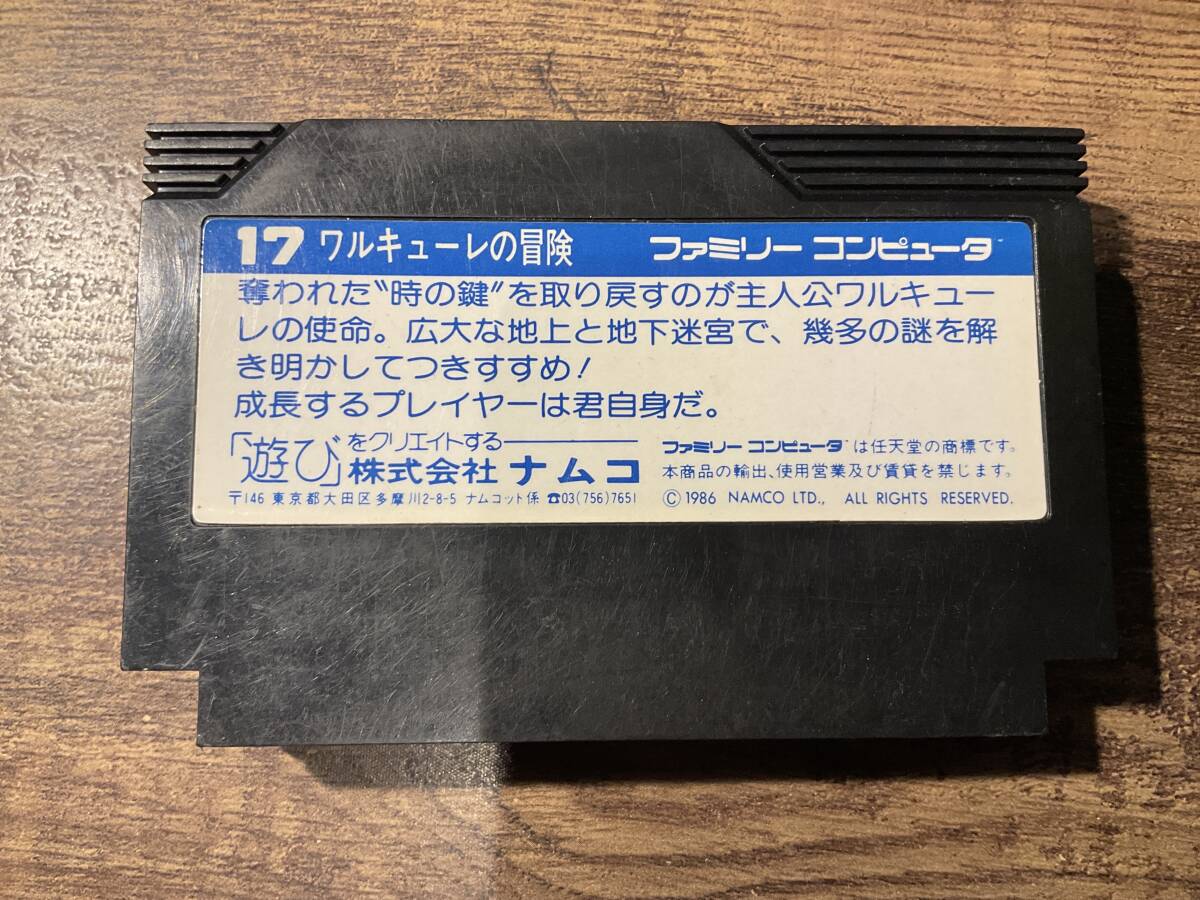 17 ワルキューレの冒険 ファミリー コンピュータ
奪われた〝時の鍵〟を取り戻すのが主人公ワルキュー
レの使命。広大な地上と地下迷宮で、幾多の謎を解
き明かしてつきすすめ!
成長するプレイヤーは君自身だ。
「遊び」をクリエイトする
株式会社 ナムコ
〒146 東京都大田区多摩川2-8-5 ナムコット係 ☎03(756)7651
ファミリー コンピュータ™は任天堂の商標です。
本商品の輸出、使用営業及び賃貸を禁じます。
©1986 NAMCO LTD., ALL RIGHTS RESERVED.